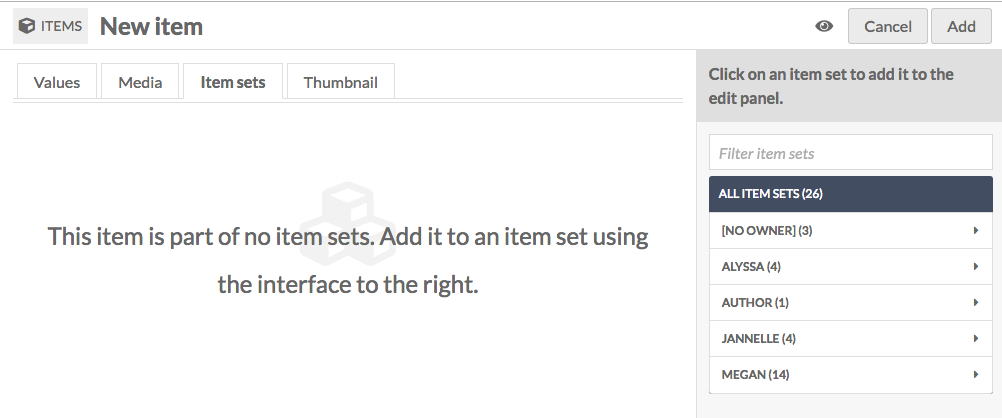 ITEMS New item Cancel Add
Values Media Item sets Thumbnail
This item is part of no item sets. Add it to an item set using
the interface to the right.
Click on an item set to add it to the
edit panel.
Filter item sets
ALL ITEM SETS (26)
[NO OWNER] (3)
ALYSSA (4)
AUTHOR (1)
JANNELLE (4)
MEGAN (14)